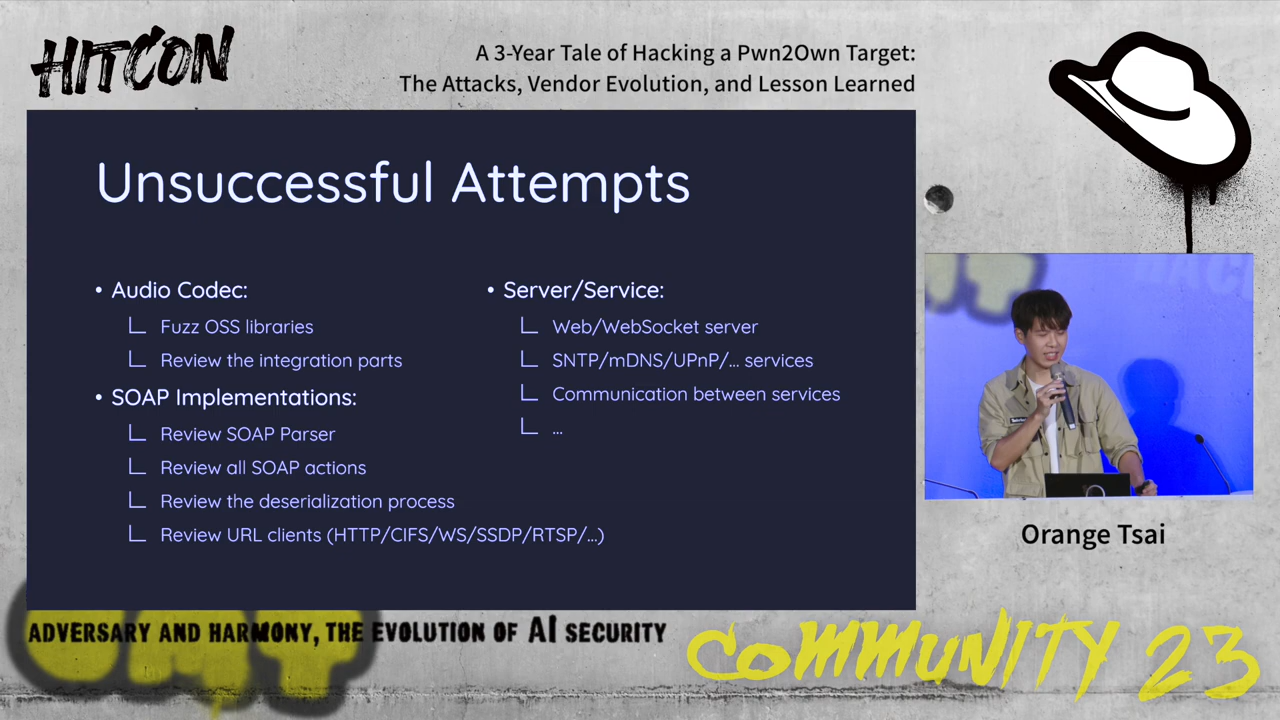 HITCON
A 3-Year Tale of Hacking a Pwn2Own Target:
The Attacks, Vendor Evolution, and Lesson Learned
Unsuccessful Attempts
• Audio Codec:
Fuzz OSS libraries
Review the integration parts
• SOAP Implementations:
Review SOAP Parser
Review all SOAP actions
Review the deserialization process
Review URL clients (HTTP/CIFS/WS/SSDP/RTSP/...)
• Server/Service:
Web/WebSocket server
SNTP/mDNS/UPnP/... services
Communication between services
...
Orange Tsai
ADVERSARY AND HARMONY, THE EVOLUTION OF AI SECURITY
COMMUNITY 23